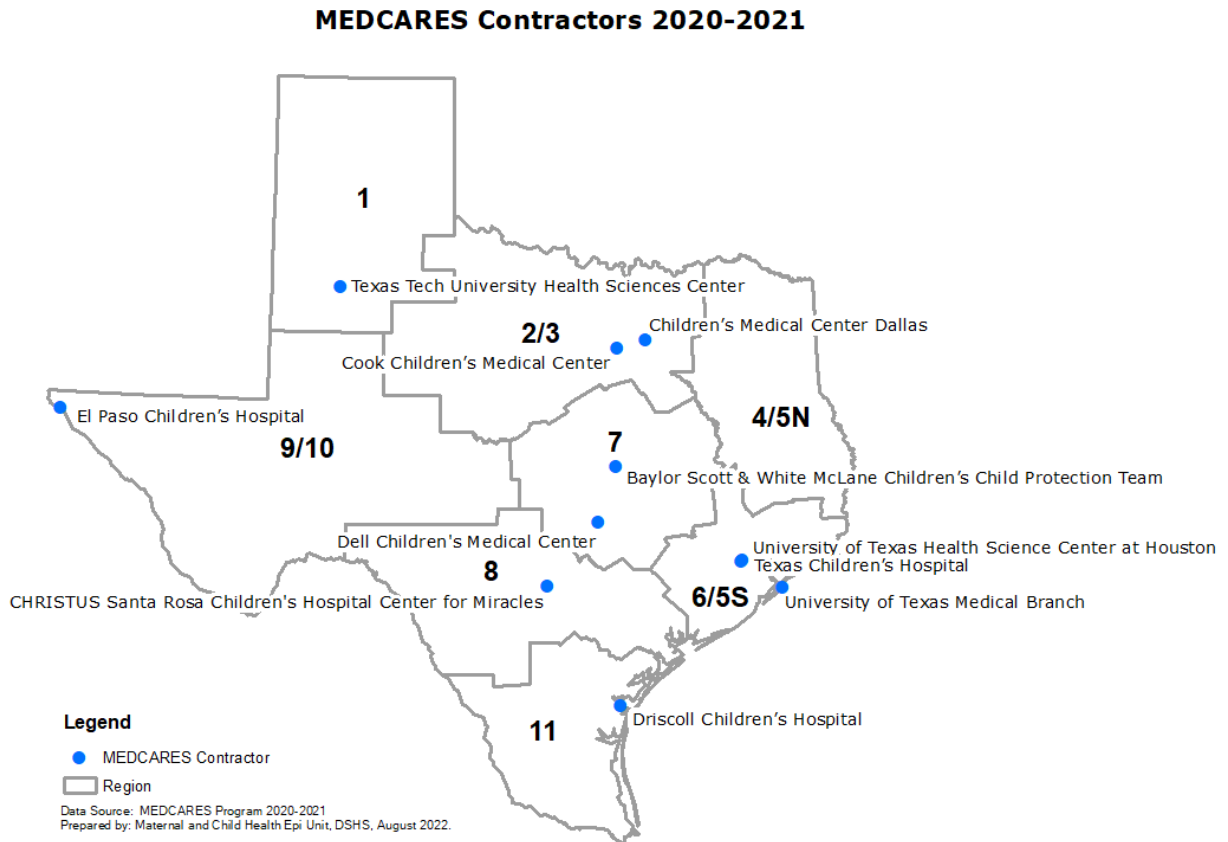 MEDCARES Contractors 2020-2021
1
Texas Tech University Health Sciences Center
2/3
Children's Medical Center Dallas
Cook Children's Medical Center
El Paso Children's Hospital
9/10
4/5N
7
Baylor Scott & White McLane Children's Child Protection Team
Dell Children's Medical Center
University of Texas Health Science Center at Houston
Texas Children's Hospital
8
CHRISTUS Santa Rosa Children's Hospital Center for Miracles
6/5S
University of Texas Medical Branch
11
Driscoll Children's Hospital
Legend
MEDCARES Contractor
Region
Data Source: MEDCARES Program 2020-2021
Prepared by: Maternal and Child Health Epi Unit, DSHS, August 2022.